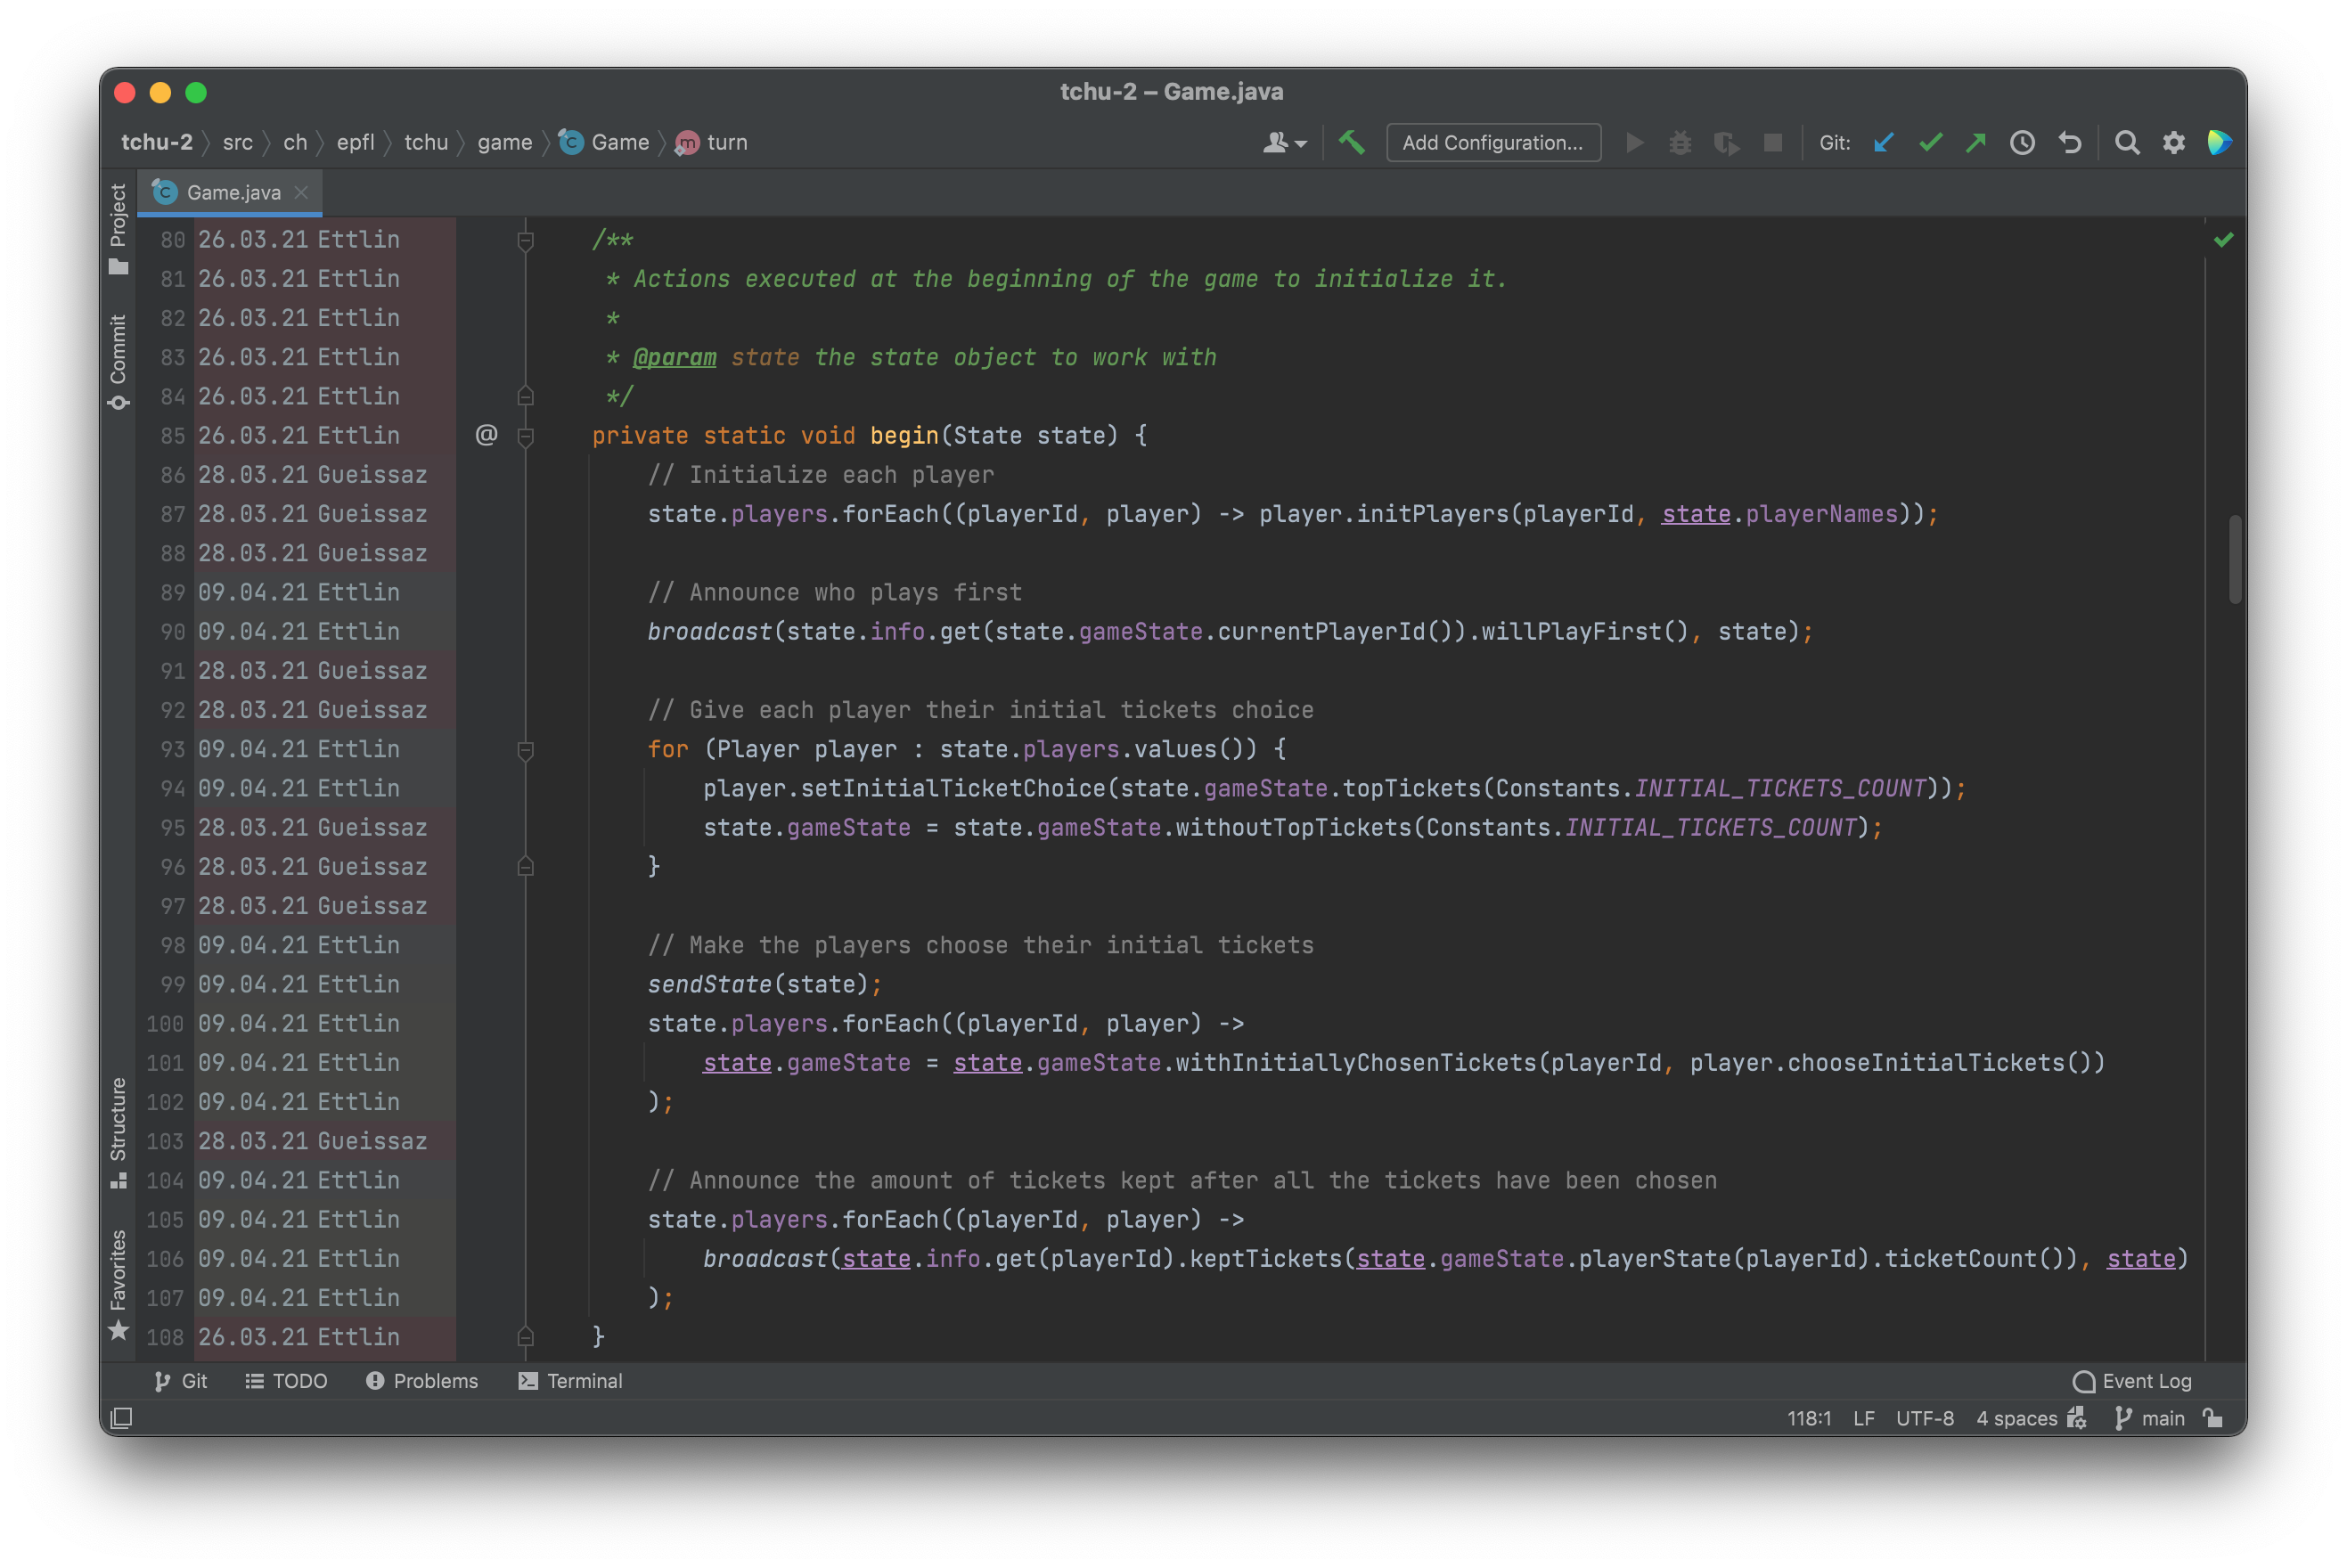 tchu-2 – Game.java
tchu-2 src ch epfl tchu game Game turn Add Configuration... Git:
Game.java
Project
Commit
Structure
Favorites
80 26.03.21 Ettlin /**
81 26.03.21 Ettlin * Actions executed at the beginning of the game to initialize it.
82 26.03.21 Ettlin *
83 26.03.21 Ettlin * @param state the state object to work with
84 26.03.21 Ettlin */
85 26.03.21 Ettlin @ private static void begin(State state) {
86 28.03.21 Gueissaz // Initialize each player
87 28.03.21 Gueissaz state.players.forEach((playerId, player) -> player.initPlayers(playerId, state.playerNames));
88 28.03.21 Gueissaz
89 09.04.21 Ettlin // Announce who plays first
90 09.04.21 Ettlin broadcast(state.info.get(state.gameState.currentPlayerId()).willPlayFirst(), state);
91 28.03.21 Gueissaz
92 28.03.21 Gueissaz // Give each player their initial tickets choice
93 09.04.21 Ettlin for (Player player : state.players.values()) {
94 09.04.21 Ettlin player.setInitialTicketChoice(state.gameState.topTickets(Constants.INITIAL_TICKETS_COUNT));
95 28.03.21 Gueissaz state.gameState = state.gameState.withoutTopTickets(Constants.INITIAL_TICKETS_COUNT);
96 28.03.21 Gueissaz }
97 28.03.21 Gueissaz
98 09.04.21 Ettlin // Make the players choose their initial tickets
99 09.04.21 Ettlin sendState(state);
100 09.04.21 Ettlin state.players.forEach((playerId, player) ->
101 09.04.21 Ettlin state.gameState = state.gameState.withInitiallyChosenTickets(playerId, player.chooseInitialTickets())
102 09.04.21 Ettlin );
103 28.03.21 Gueissaz
104 09.04.21 Ettlin // Announce the amount of tickets kept after all the tickets have been chosen
105 09.04.21 Ettlin state.players.forEach((playerId, player) ->
106 09.04.21 Ettlin broadcast(state.info.get(playerId).keptTickets(state.gameState.playerState(playerId).ticketCount()), state)
107 09.04.21 Ettlin );
108 26.03.21 Ettlin }
Git TODO Problems Terminal Event Log
118:1 LF UTF-8 4 spaces main